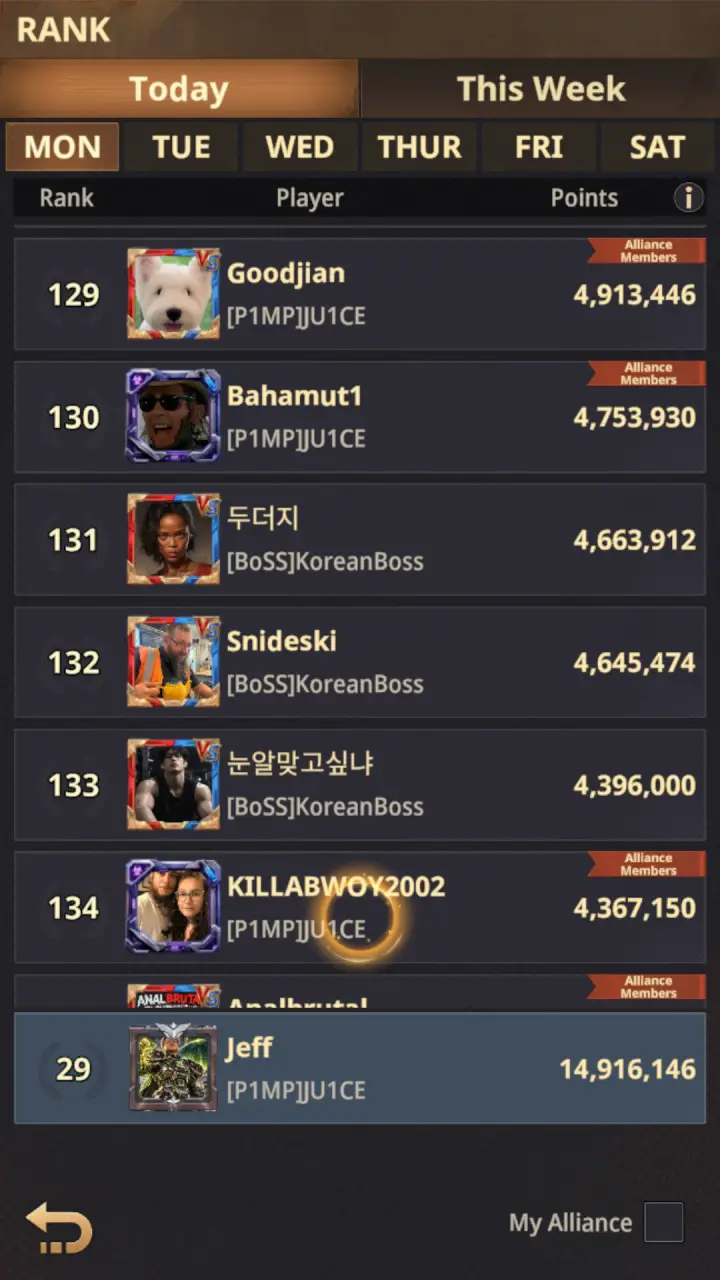 RANK
Today
This Week
MON
TUE
WED
THUR
FRI
SAT
Rank
Player
Points
i
Alliance
Members
129
Goodjian
[P1MP]JU1CE
4,913,446
Alliance
Members
130
Bahamut1
[P1MP]JU1CE
4,753,930
131
두더지
[BoSS]KoreanBoss
4,663,912
132
Snideski
[BoSS]KoreanBoss
4,645,474
133
눈알맞고싶냐
[BoSS]KoreanBoss
4,396,000
Alliance
Members
134
KILLABWOY2002
[P1MP]JU1CE
4,367,150
Alliance
Members
Analbrutal
29
Jeff
[P1MP]JU1CE
14,916,146
My Alliance